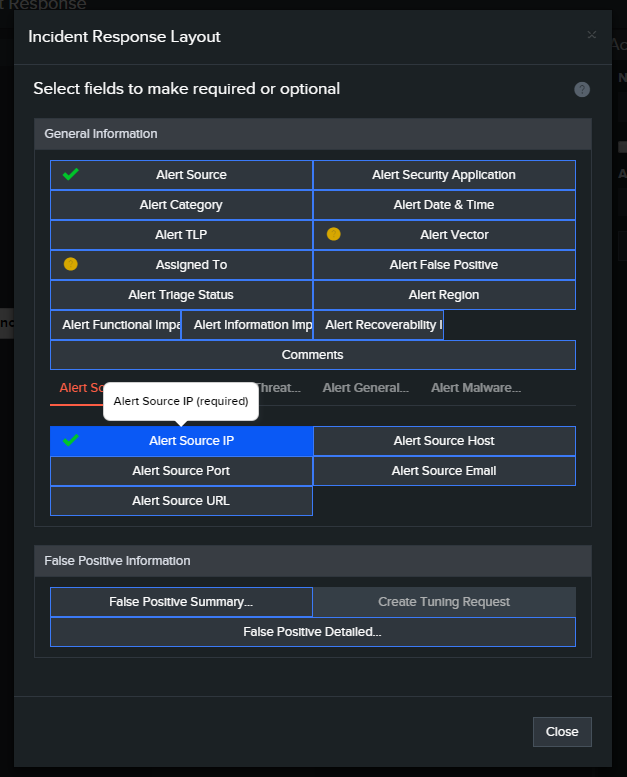 t Response
Incident Response Layout
Select fields to make required or optional
?
General Information
Alert Source
Alert Security Application
Alert Category
Alert Date & Time
Alert TLP
Alert Vector
Assigned To
Alert False Positive
Alert Triage Status
Alert Region
Alert Functional Impa
Alert Information Imp
Alert Recoverability I
Comments
Alert So
Threat...
Alert General...
Alert Malware...
Alert Source IP (required)
Alert Source IP
Alert Source Host
Alert Source Port
Alert Source Email
Alert Source URL
False Positive Information
False Positive Summary...
Create Tuning Request
False Positive Detailed...
Close